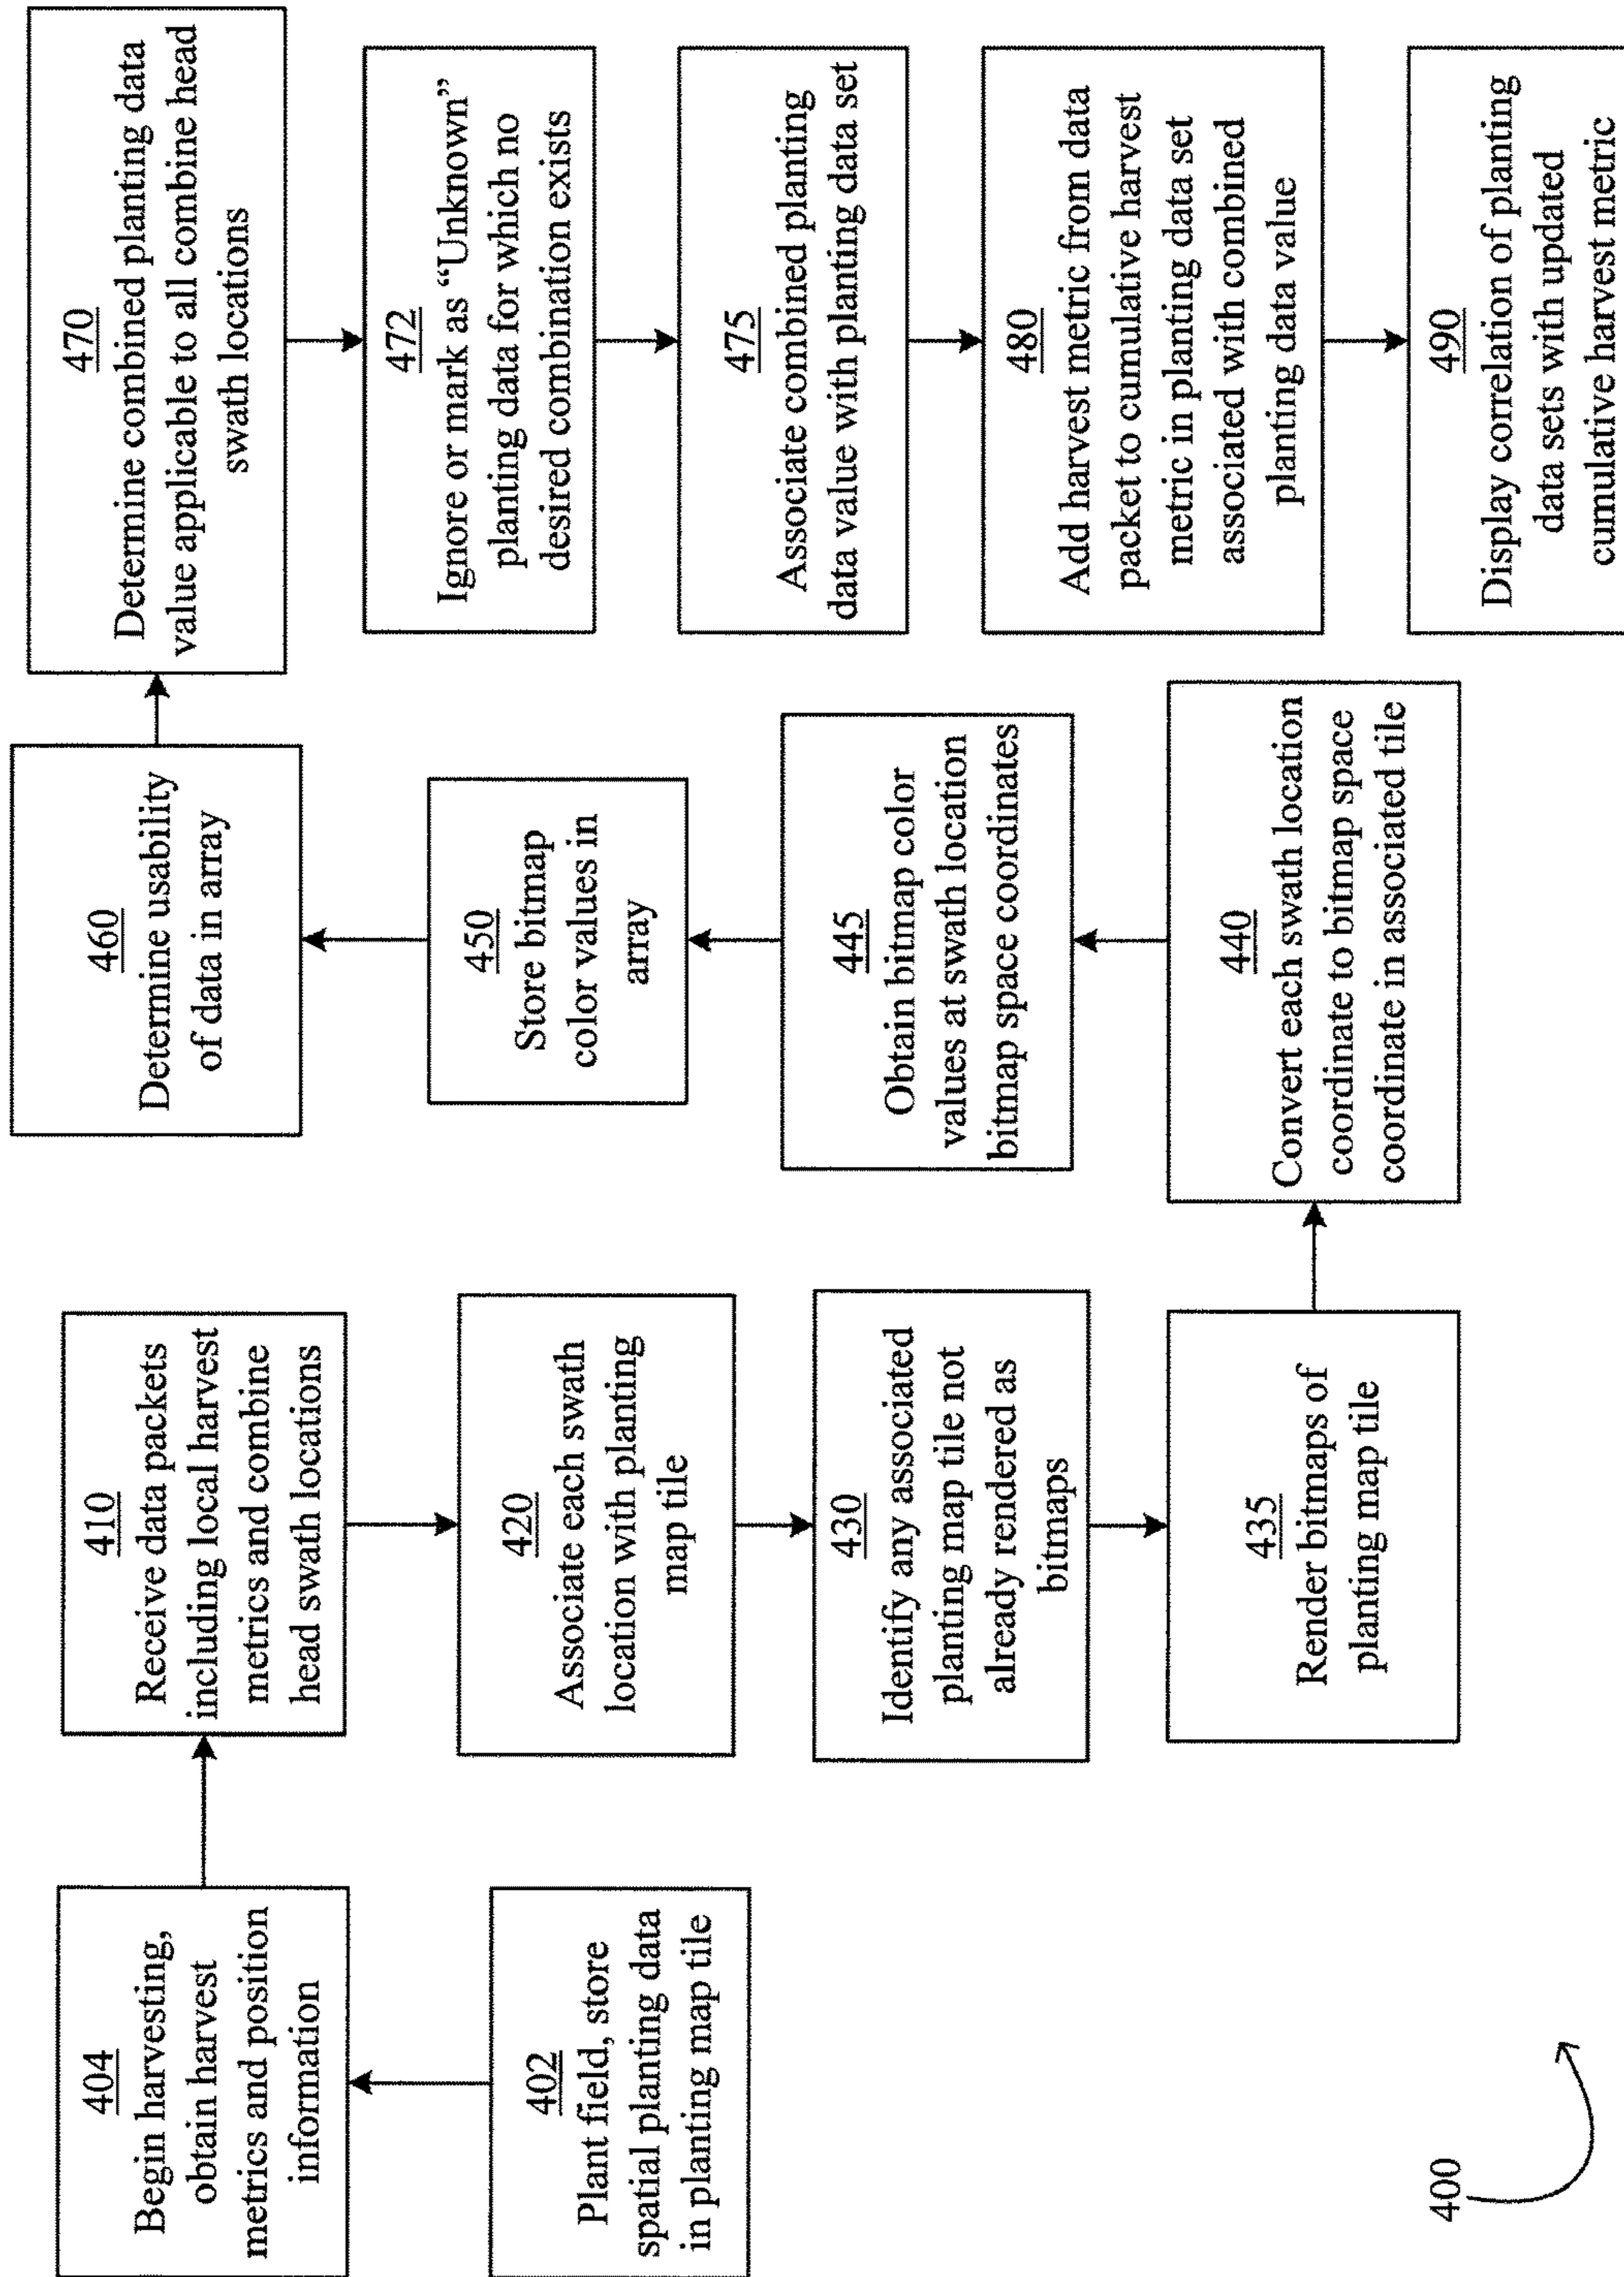 402
Plant field, store
spatial planting data
in planting map tile
404
Begin harvesting,
obtain harvest
metrics and position
information
410
Receive data packets
including local harvest
metrics and combine
head swath locations
420
Associate each swath
location with planting
map tile
430
Identify any associated
planting map tile not
already rendered as
bitmaps
435
Render bitmaps of
planting map tile
440
Convert each swath location
coordinate to bitmap space
coordinate in associated tile
445
Obtain bitmap color
values at swath location
bitmap space coordinates
450
Store bitmap
color values in
array
460
Determine usability
of data in array
470
Determine combined planting data
value applicable to all combine head
swath locations
472
Ignore or mark as “Unknown”
planting data for which no
desired combination exists
475
Associate combined planting
data value with planting data set
480
Add harvest metric from data
packet to cumulative harvest
metric in planting data set
associated with combined
planting data value
490
Display correlation of planting
data sets with updated
cumulative harvest metric
400